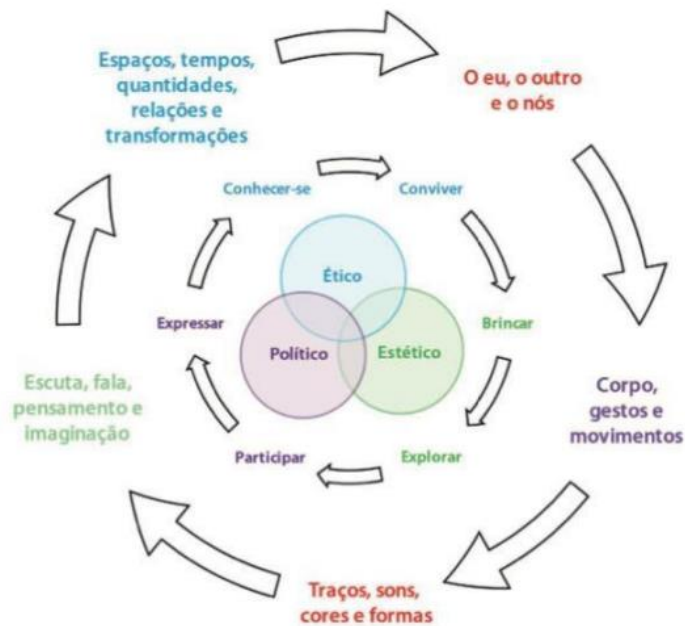 Espaços, tempos,
quantidades,
relações e
transformações
O eu, o outro
e o nós
Conhecer-se
Conviver
Ético
Expressar
Político
Estético
Brincar
Escuta, fala,
pensamento e
imaginação
Corpo,
gestos e
movimentos
Participar
Explorar
Traços, sons,
cores e formas